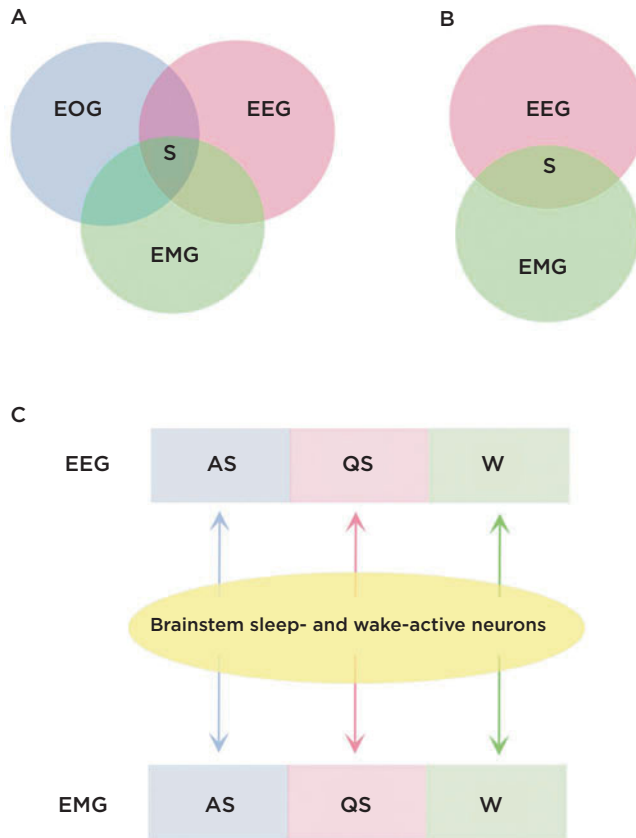 A
B
EOG
EEG
S
EMG
EEG
S
EMG
C
EEG AS QS W
Brainstem sleep- and wake-active neurons
EMG AS QS W